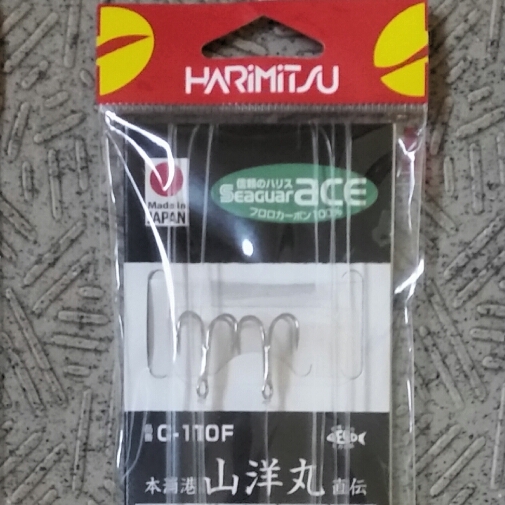 HARIMITSU
信頼のハリス
Seaguar ace
フロロカーボン100%
Made in
JAPAN
品番 C-110F
本渦港 山洋丸 直伝